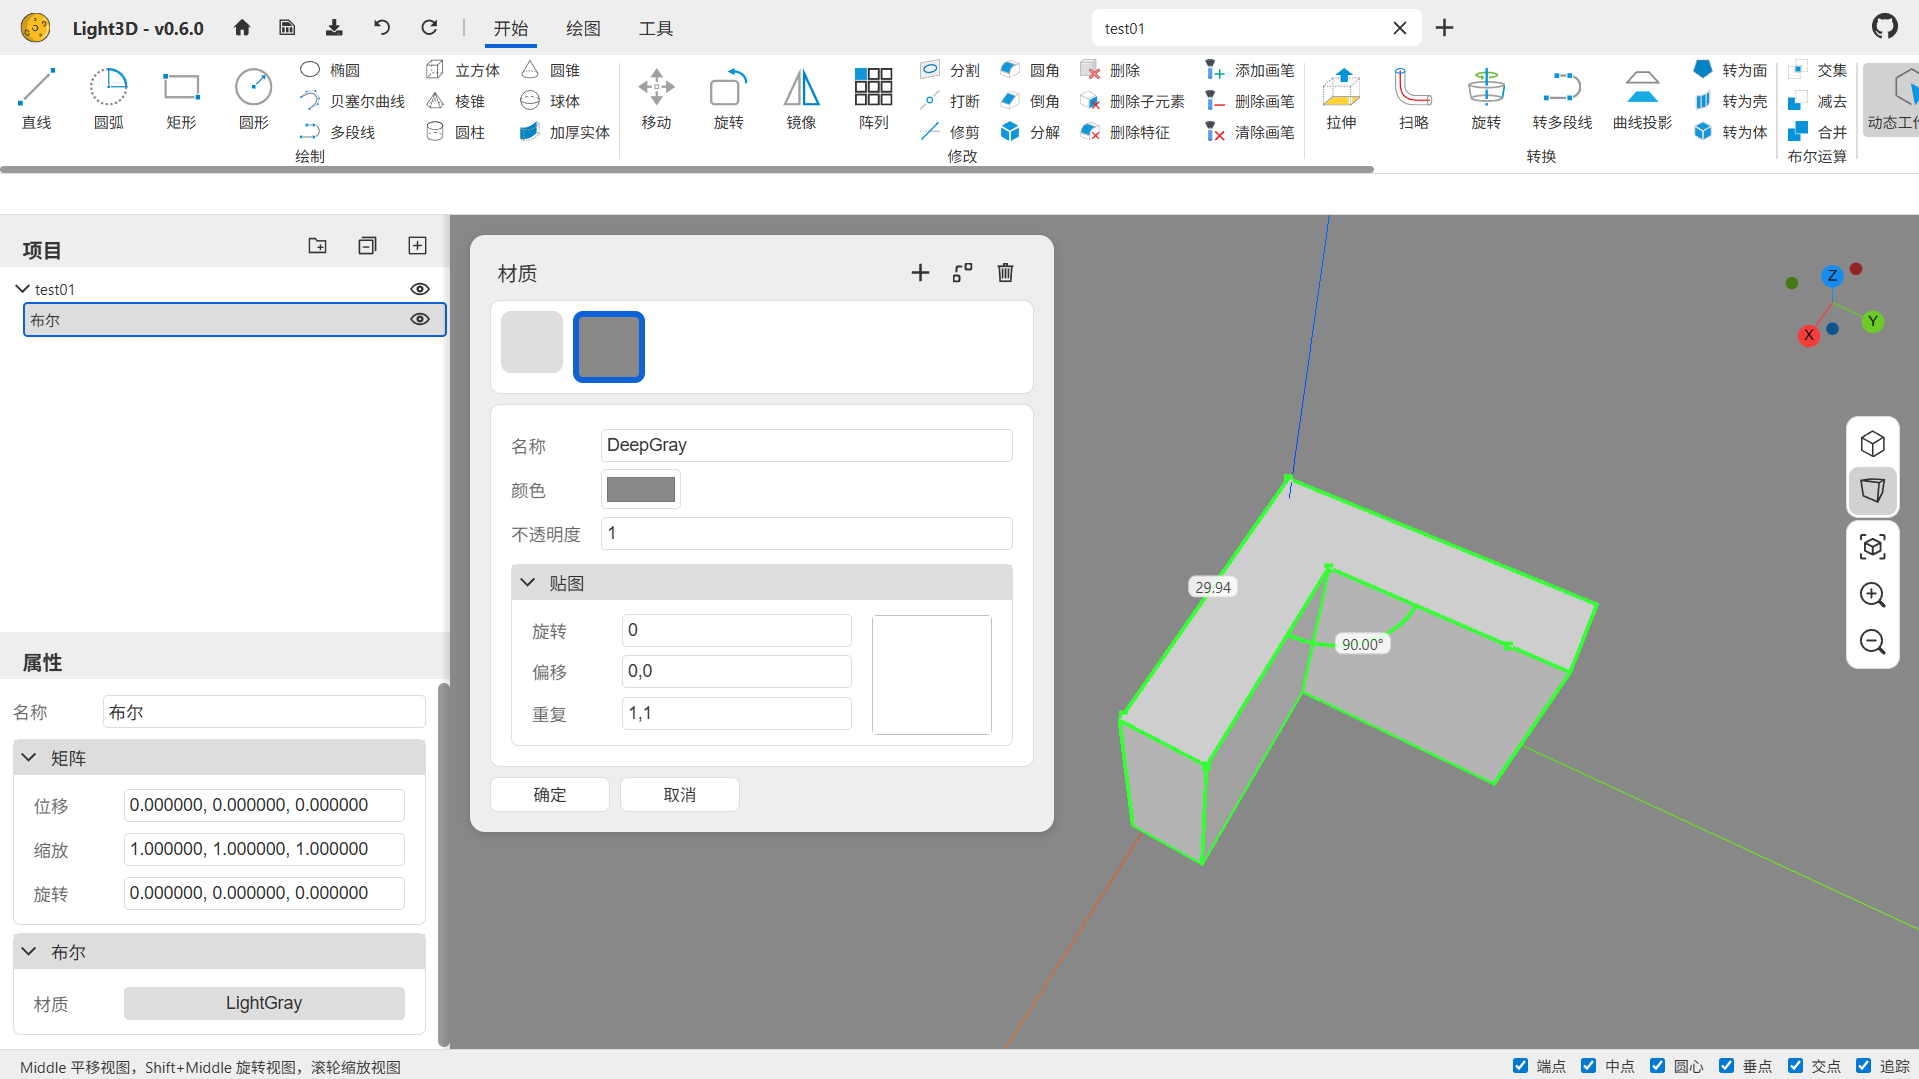 Light3D - v0.6.0
开始
绘图
工具
test01
直线
圆弧
矩形
圆形
椭圆
贝塞尔曲线
多段线
立方体
棱锥
圆柱
圆锥
球体
加厚实体
绘制
移动
旋转
镜像
阵列
分割
打断
修剪
圆角
倒角
分解
删除
删除子元素
删除特征
添加画笔
删除画笔
清除画笔
修改
拉伸
扫略
旋转
转多段线
曲线投影
转为面
转为壳
转为体
转换
交集
减去
合并
布尔运算
动态工作
项目
test01
布尔
属性
名称
布尔
矩阵
位移
0.000000, 0.000000, 0.000000
缩放
1.000000, 1.000000, 1.000000
旋转
0.000000, 0.000000, 0.000000
布尔
材质
LightGray
材质
名称
DeepGray
颜色
不透明度
1
贴图
旋转
0
偏移
0,0
重复
1,1
确定
取消
29.94
90.00°
Z
Y
X
Middle 平移视图，Shift+Middle 旋转视图，滚轮缩放视图
端点
中点
圆心
垂点
交点
追踪